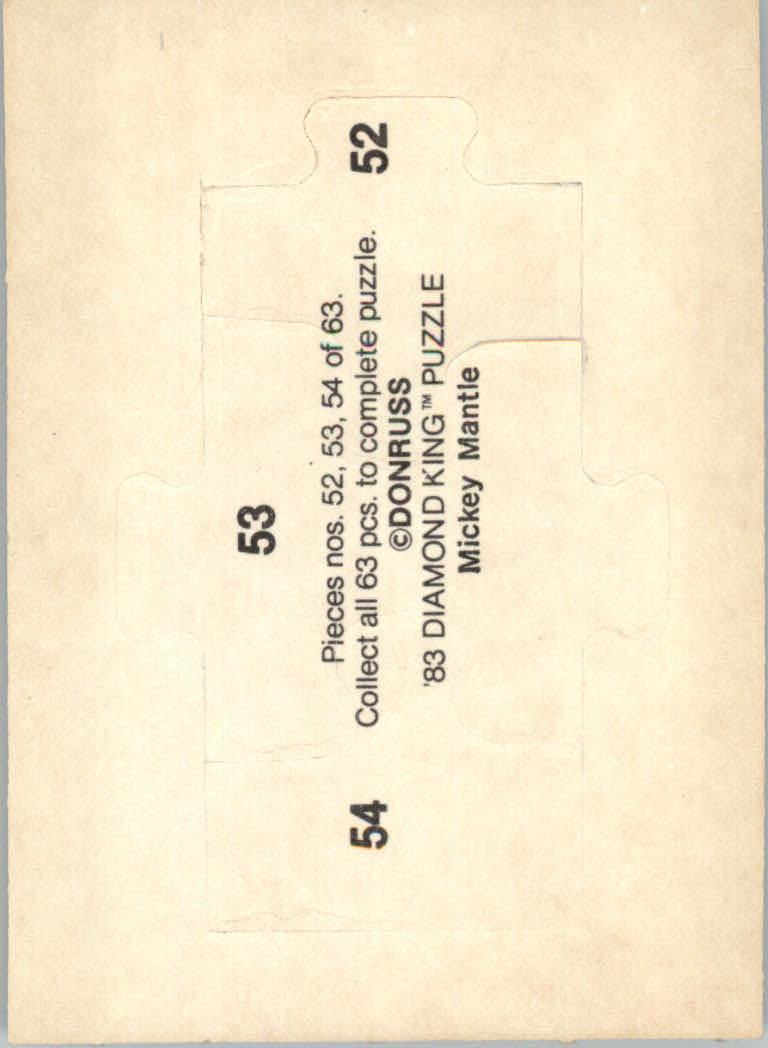 52
53
54
Pieces nos. 52, 53, 54 of 63.
Collect all 63 pcs. to complete puzzle.
©DONRUSS
'83 DIAMOND KING™ PUZZLE
Mickey Mantle